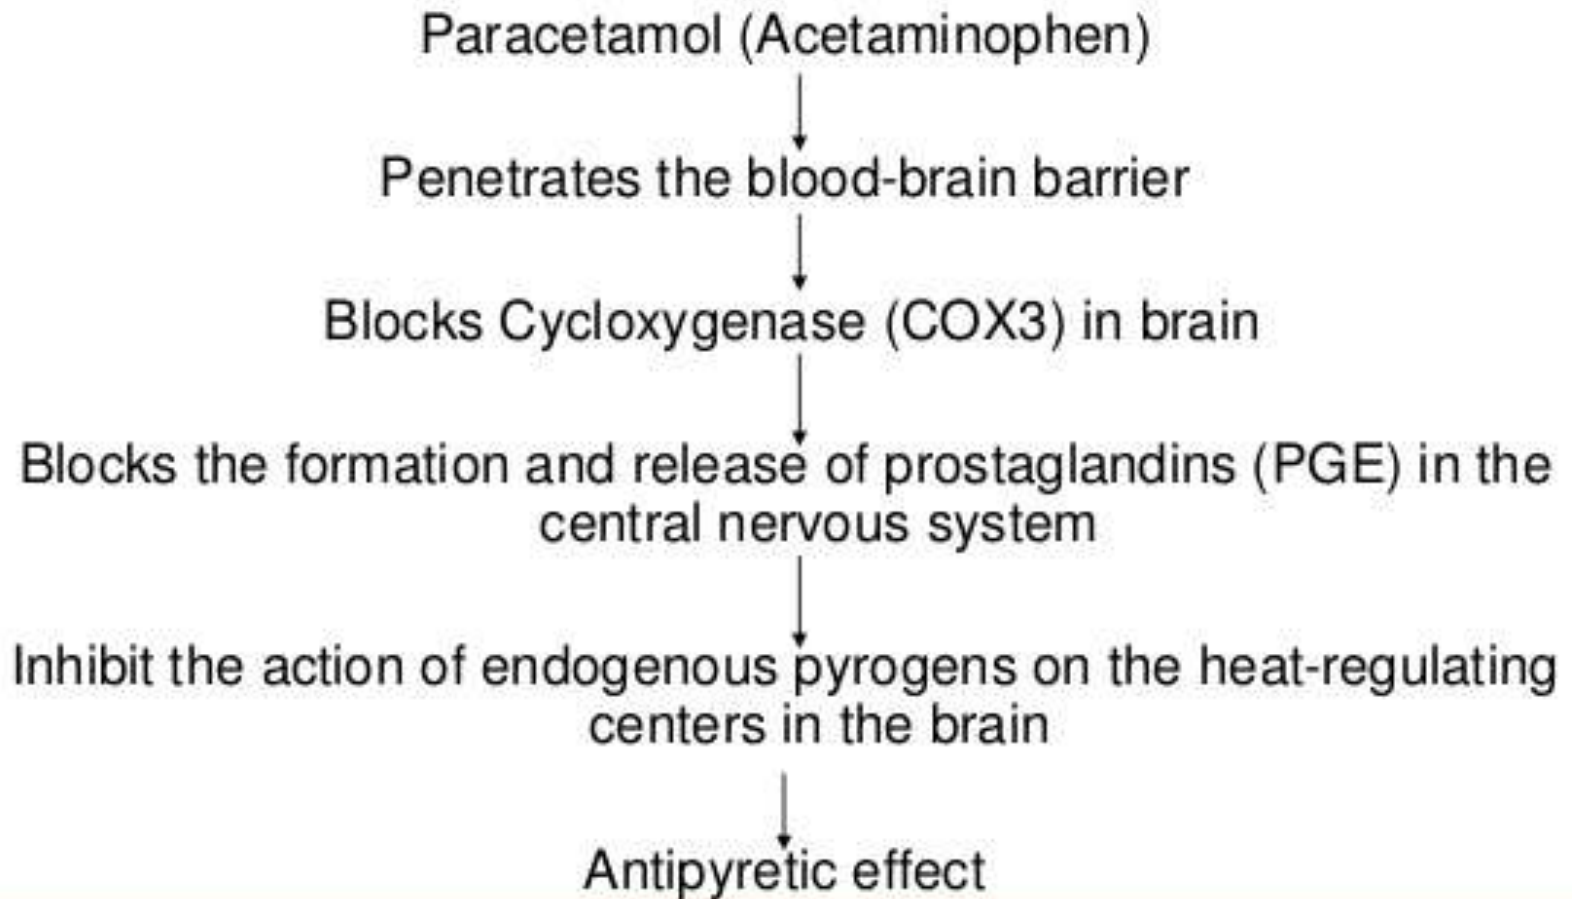 Paracetamol (Acetaminophen)
Penetrates the blood-brain barrier
Blocks Cycloxygenase (COX3) in brain
Blocks the formation and release of prostaglandins (PGE) in the
central nervous system
Inhibit the action of endogenous pyrogens on the heat-regulating
centers in the brain
Antipyretic effect